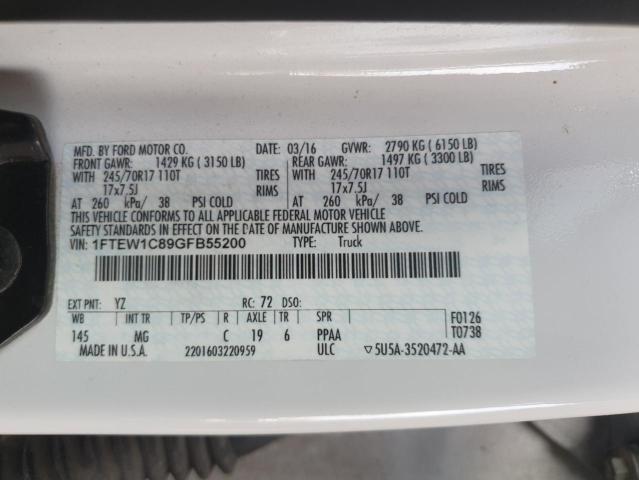 MFD. BY FORD MOTOR CO. DATE: 03/16 GVWR: 2790 KG ( 6150 LB)
FRONT GAWR: 1429 KG ( 3150 LB) REAR GAWR: 1497 KG ( 3300 LB)
WITH 245/70R17 110T TIRES WITH 245/70R17 110T TIRES
17x7.5J RIMS 17x7.5J RIMS
AT 260 kPa/ 38 PSI COLD AT 260 kPa/ 38 PSI COLD
THIS VEHICLE CONFORMS TO ALL APPLICABLE FEDERAL MOTOR VEHICLE
SAFETY STANDARDS IN EFFECT ON THE DATE OF MANUFACTURE SHOWN ABOVE.
VIN: 1FTEW1C89GFB55200 TYPE: Truck
EXT PNT: YZ RC: 72 DSO:
WB INT TR TP/PS R AXLE TR SPR F0126
145 MG C 19 6 PPAA T0738
MADE IN U.S.A. 2201603220959 ULC ▽5U5A-3520472-AA